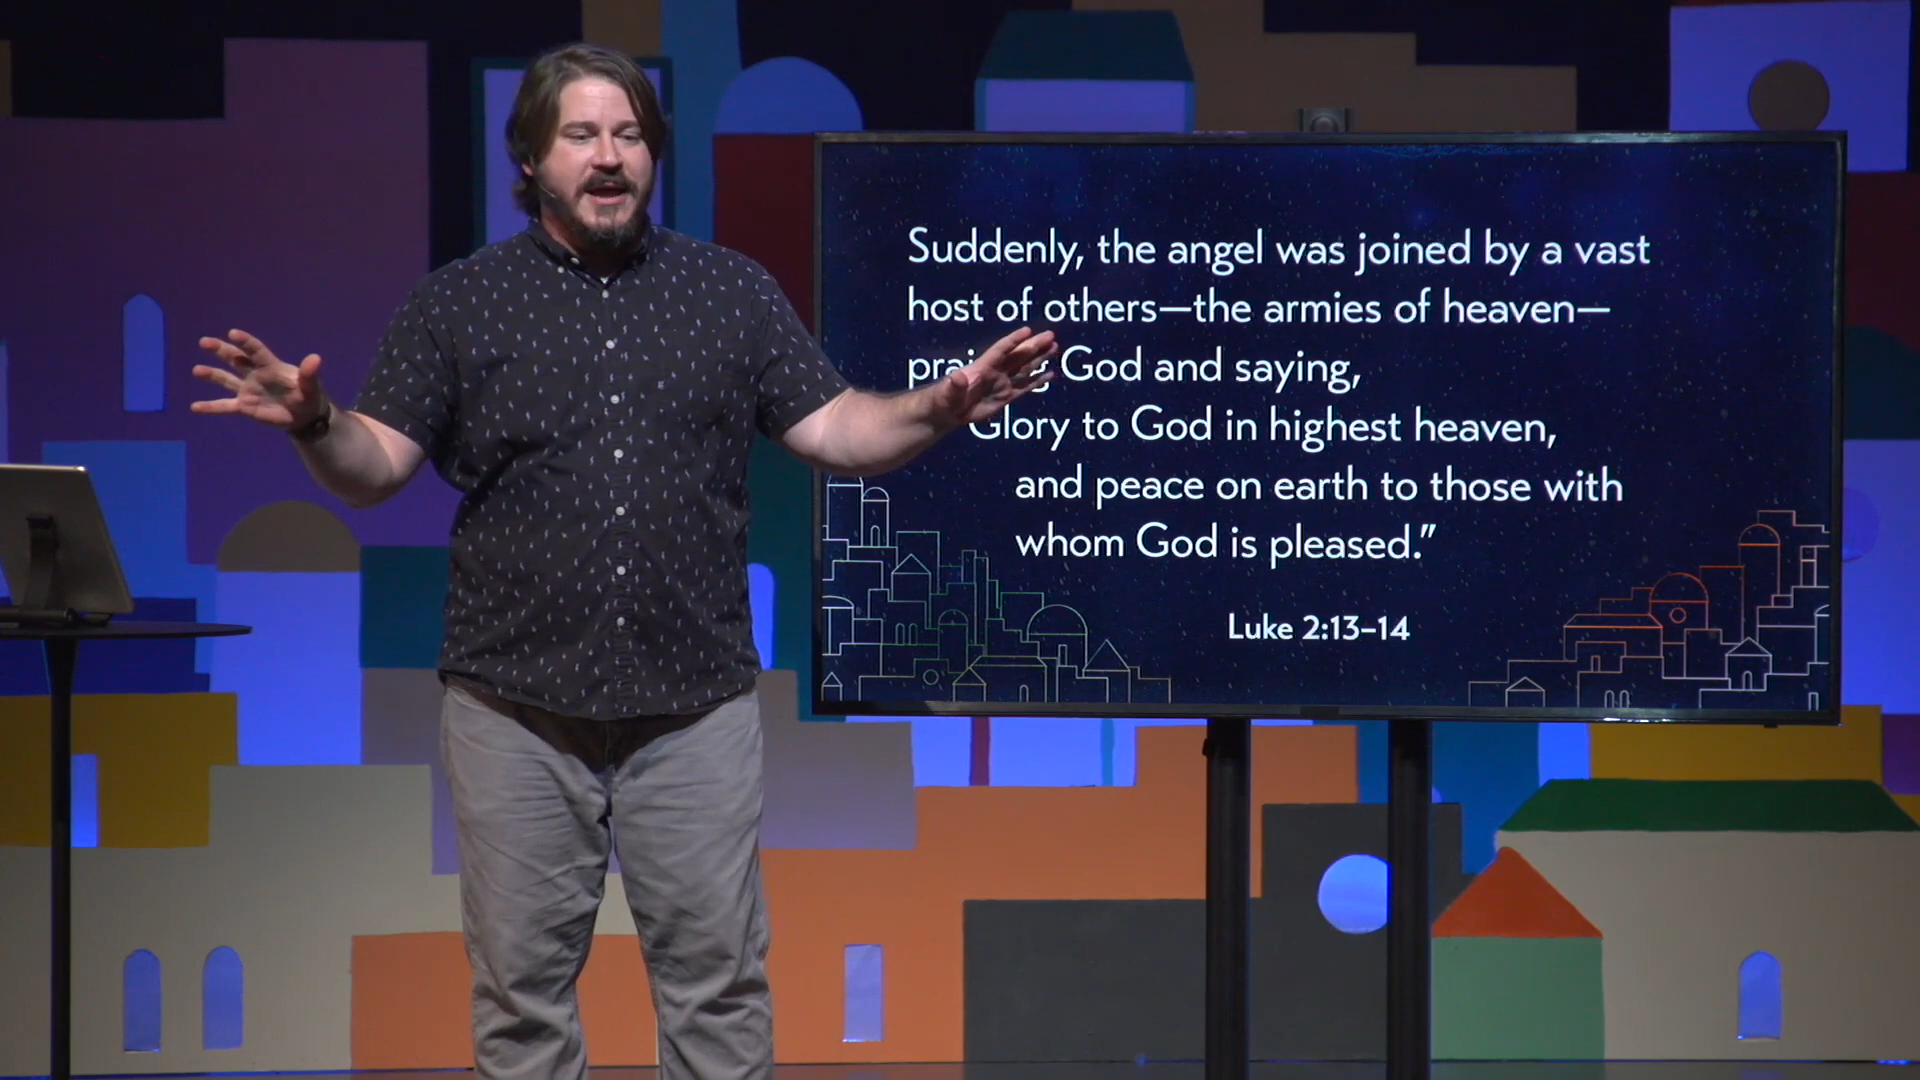 Suddenly, the angel was joined by a vast
host of others—the armies of heaven—
God and saying,
Glory to God in highest heaven,
and peace on earth to those with
whom God is pleased.”
Luke 2:13–14